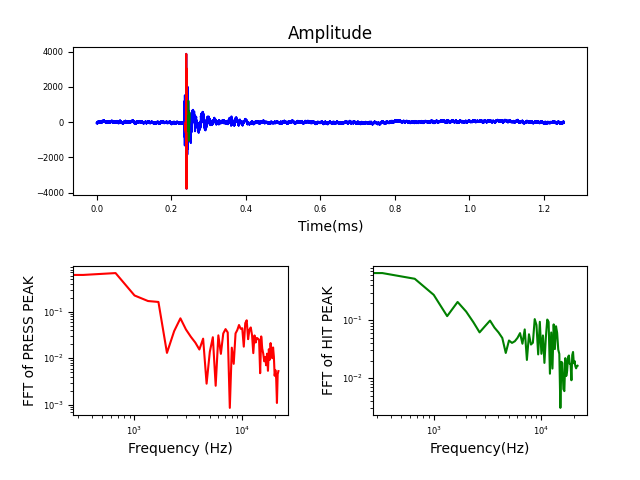 Amplitude
4000
2000
0
−2000
−4000
0.0 0.2 0.4 0.6 0.8 1.0 1.2
Time(ms)
FFT of PRESS PEAK
10⁻¹
10⁻²
10⁻³
10³ 10⁴
Frequency (Hz)
FFT of HIT PEAK
10⁻¹
10⁻²
10³ 10⁴
Frequency(Hz)